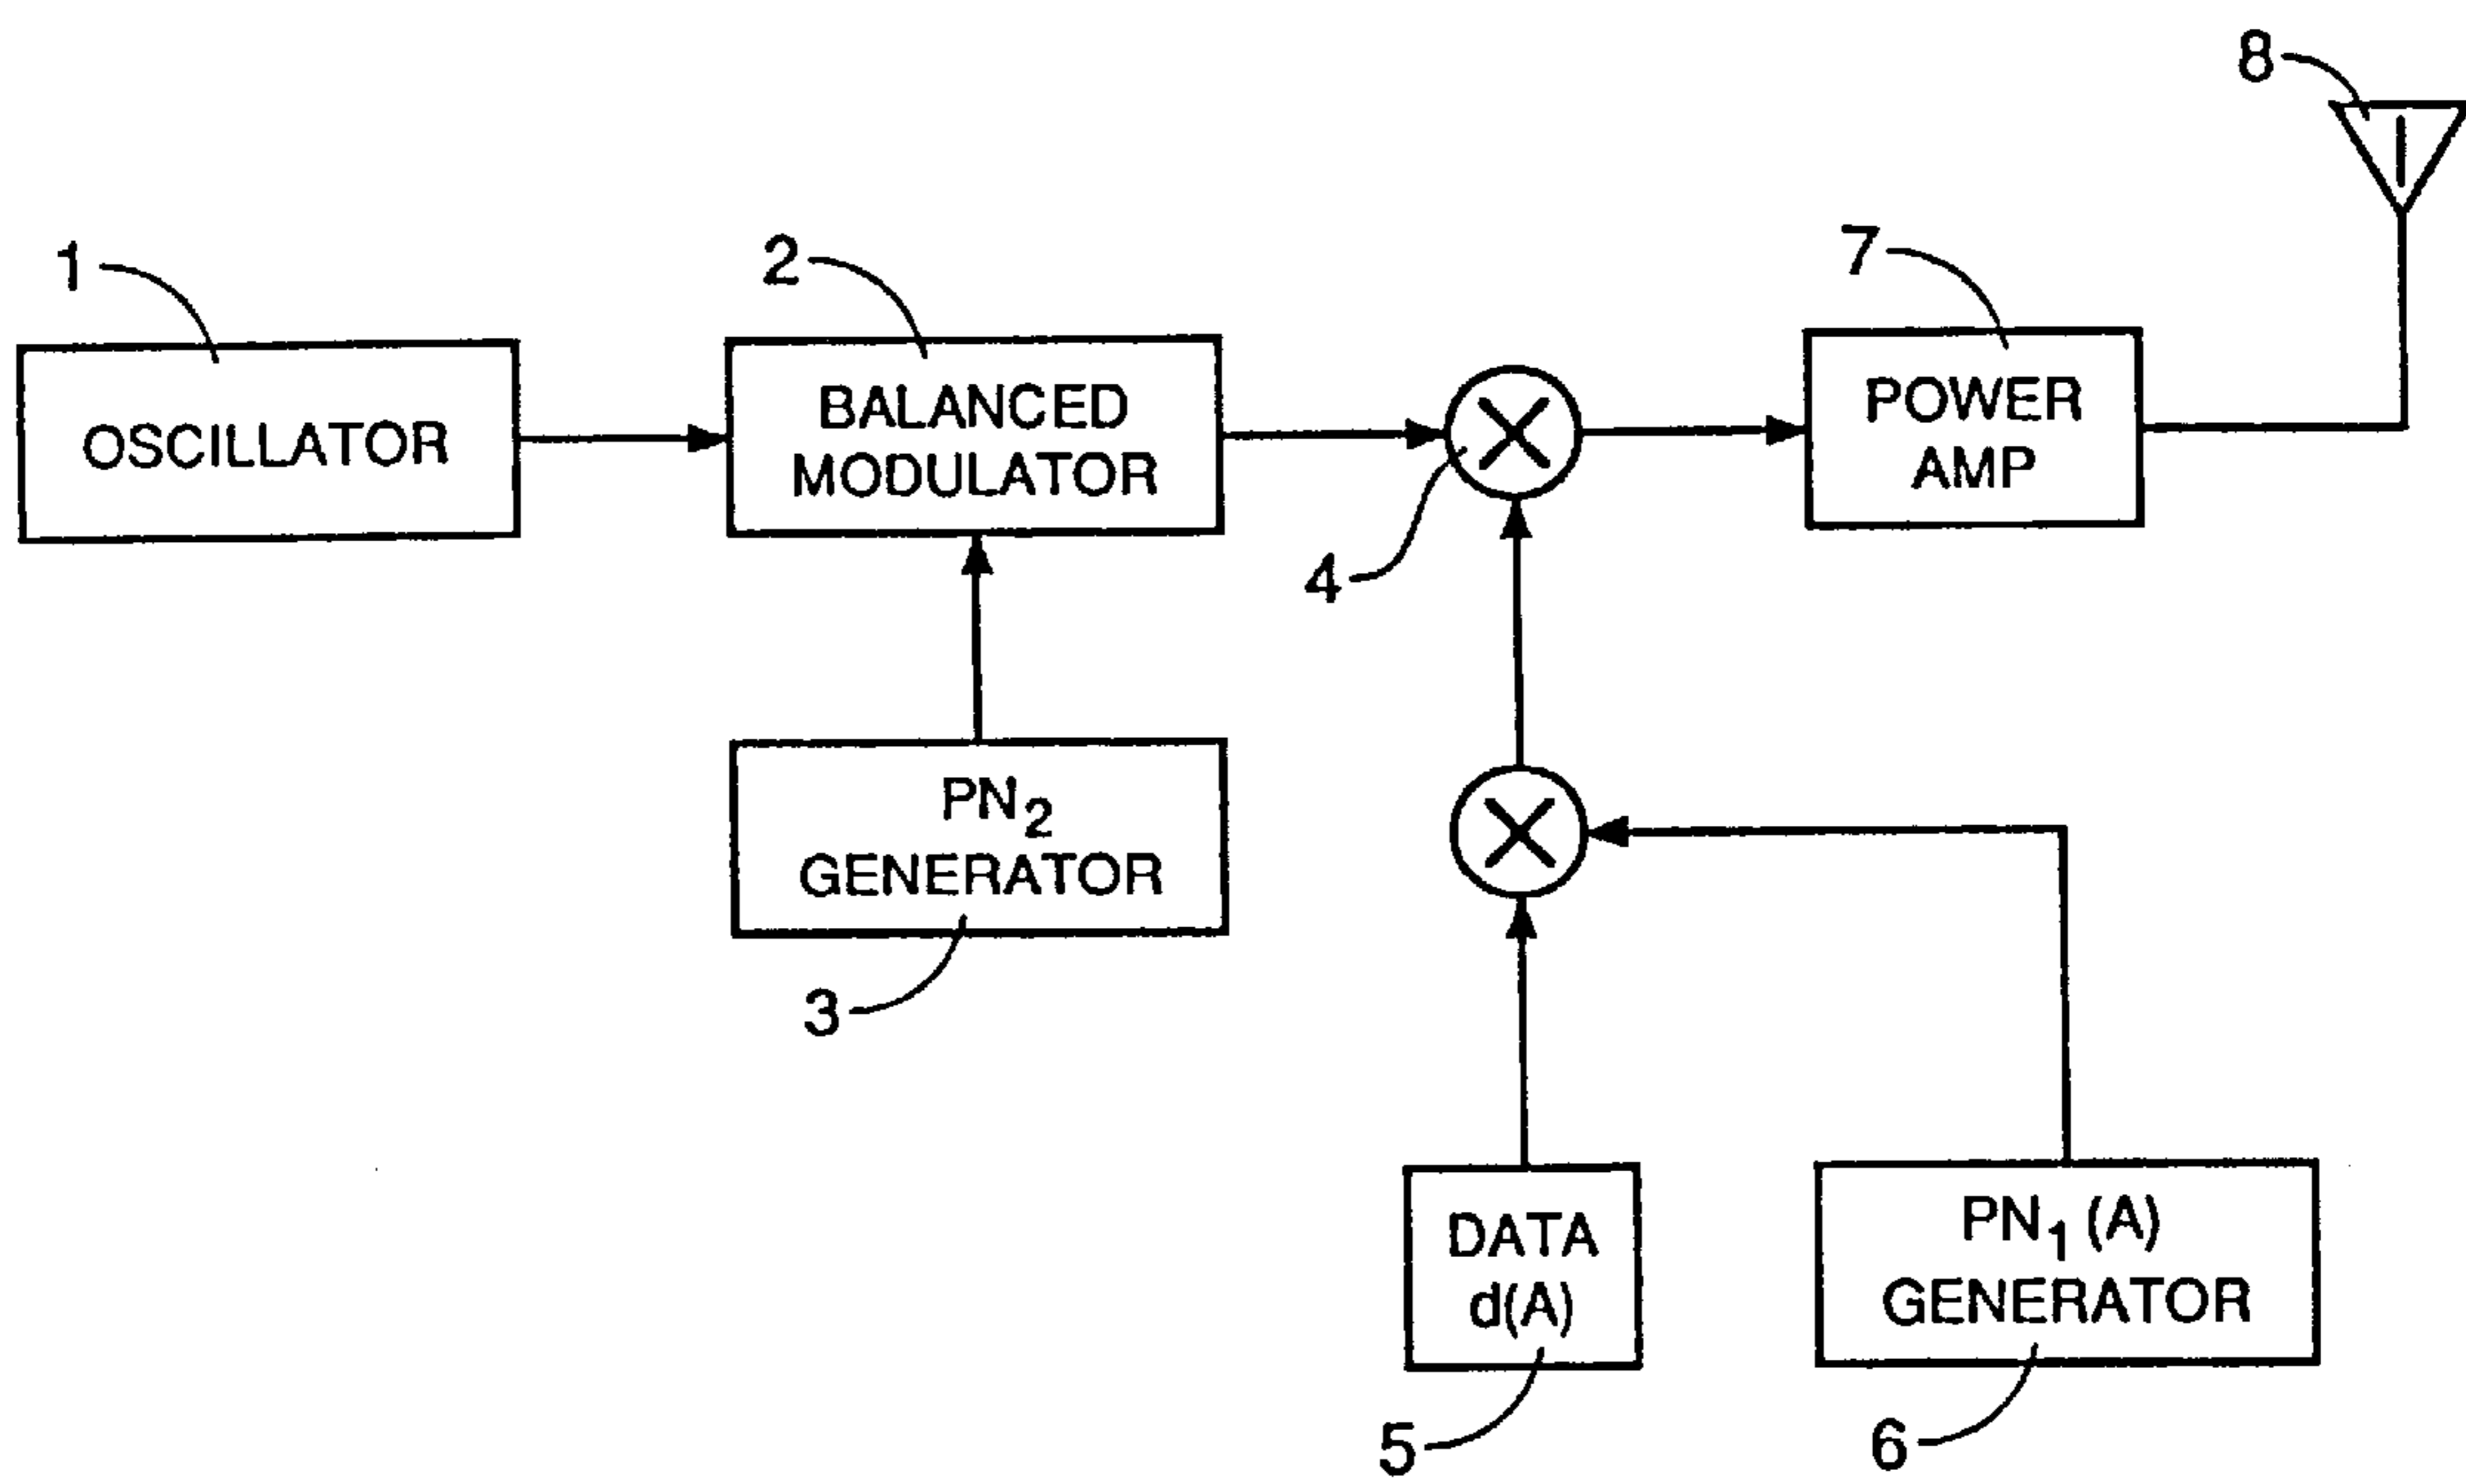 8
1
2
7
OSCILLATOR
BALANCED
MODULATOR
POWER
AMP
4
PN2
GENERATOR
3
DATA
d(A)
PN1 (A)
GENERATOR
5
6